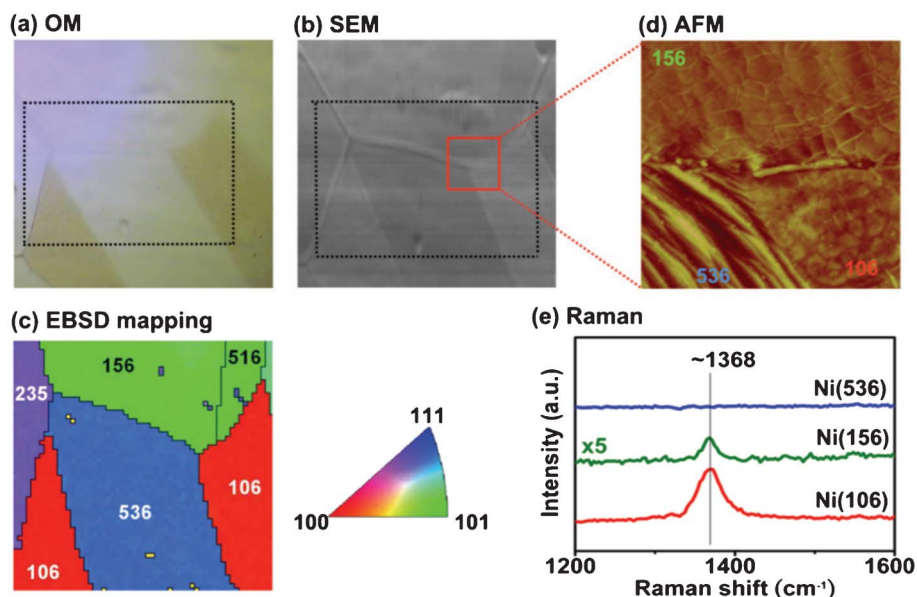 (a) OM
(b) SEM
(d) AFM
156
536
106
(c) EBSD mapping
156
516
235
536
106
106
111
100
101
(e) Raman
~1368
Ni(536)
x5
Ni(156)
Ni(106)
Intensity (a.u.)
1200
1400
1600
Raman shift (cm⁻¹)